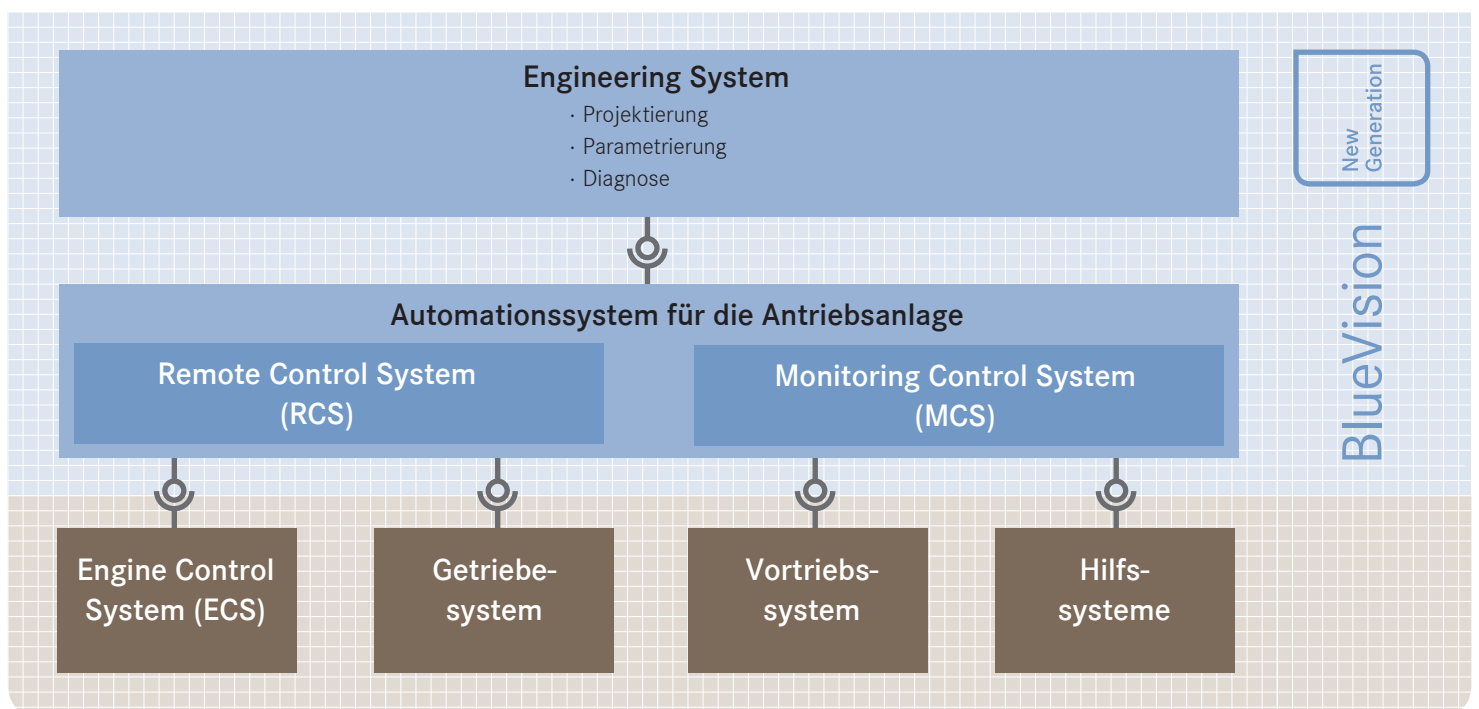 Engineering System
· Projektierung
· Parametrierung
· Diagnose
New
Generation
BlueVision
Automationssystem für die Antriebsanlage
Remote Control System
(RCS)
Monitoring Control System
(MCS)
Engine Control
System (ECS)
Getriebe-
system
Vortriebs-
system
Hilfs-
systeme